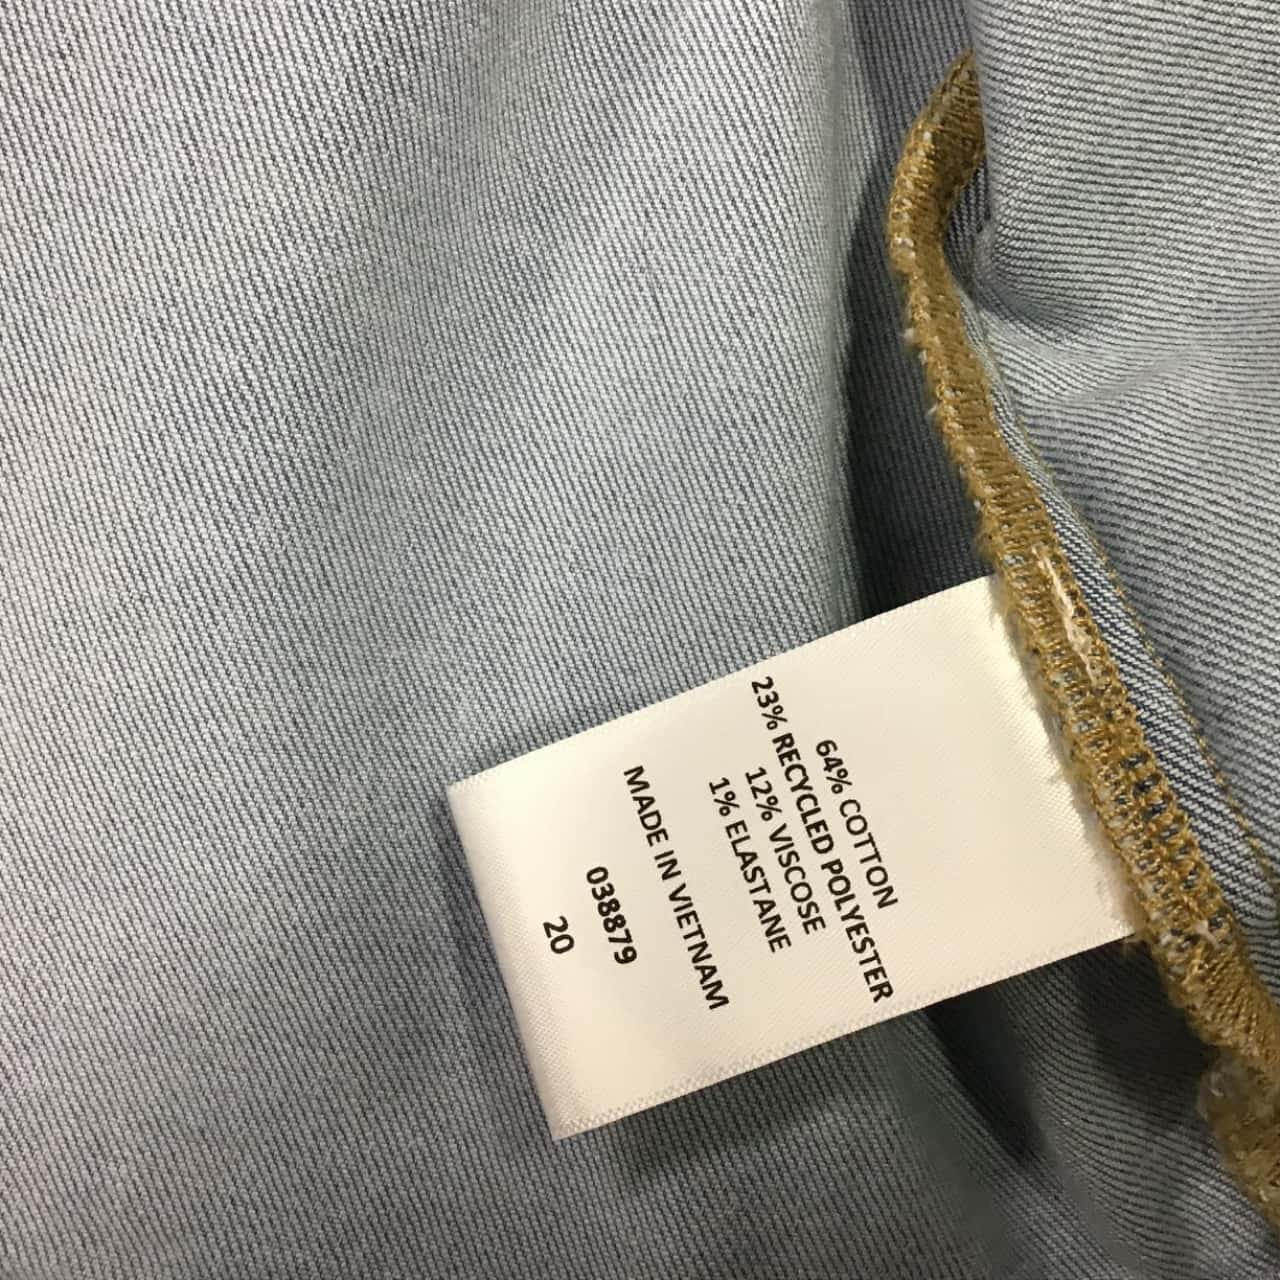 64% COTTON
23% RECYCLED POLYESTER
12% VISCOSE
1% ELASTANE
MADE IN VIETNAM
038879
20